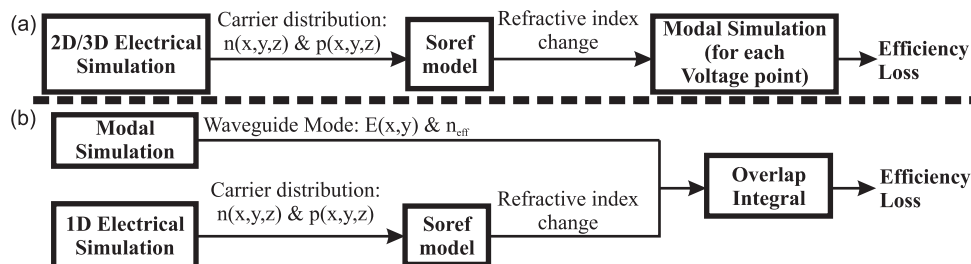 (a)
2D/3D Electrical
Simulation
Carrier distribution:
n(x,y,z) & p(x,y,z)
Soref
model
Refractive index
change
Modal Simulation
(for each
Voltage point)
Efficiency
Loss
(b)
Modal
Simulation
Waveguide Mode: E(x,y) & neff
1D Electrical
Simulation
Carrier distribution:
n(x,y,z) & p(x,y,z)
Soref
model
Refractive index
change
Overlap
Integral
Efficiency
Loss